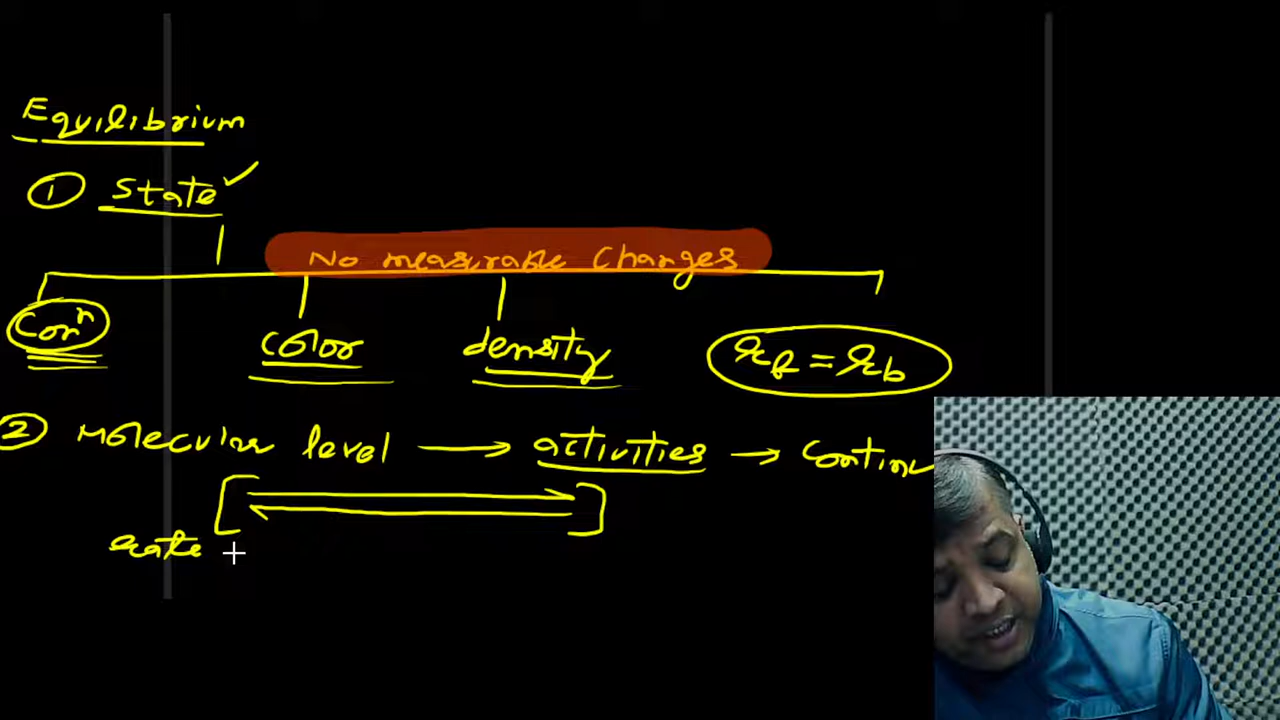 Equilibrium
① State ✓
No measurable changes
Conⁿ color density r_f = r_b
② Molecular level → activities → continu
rate